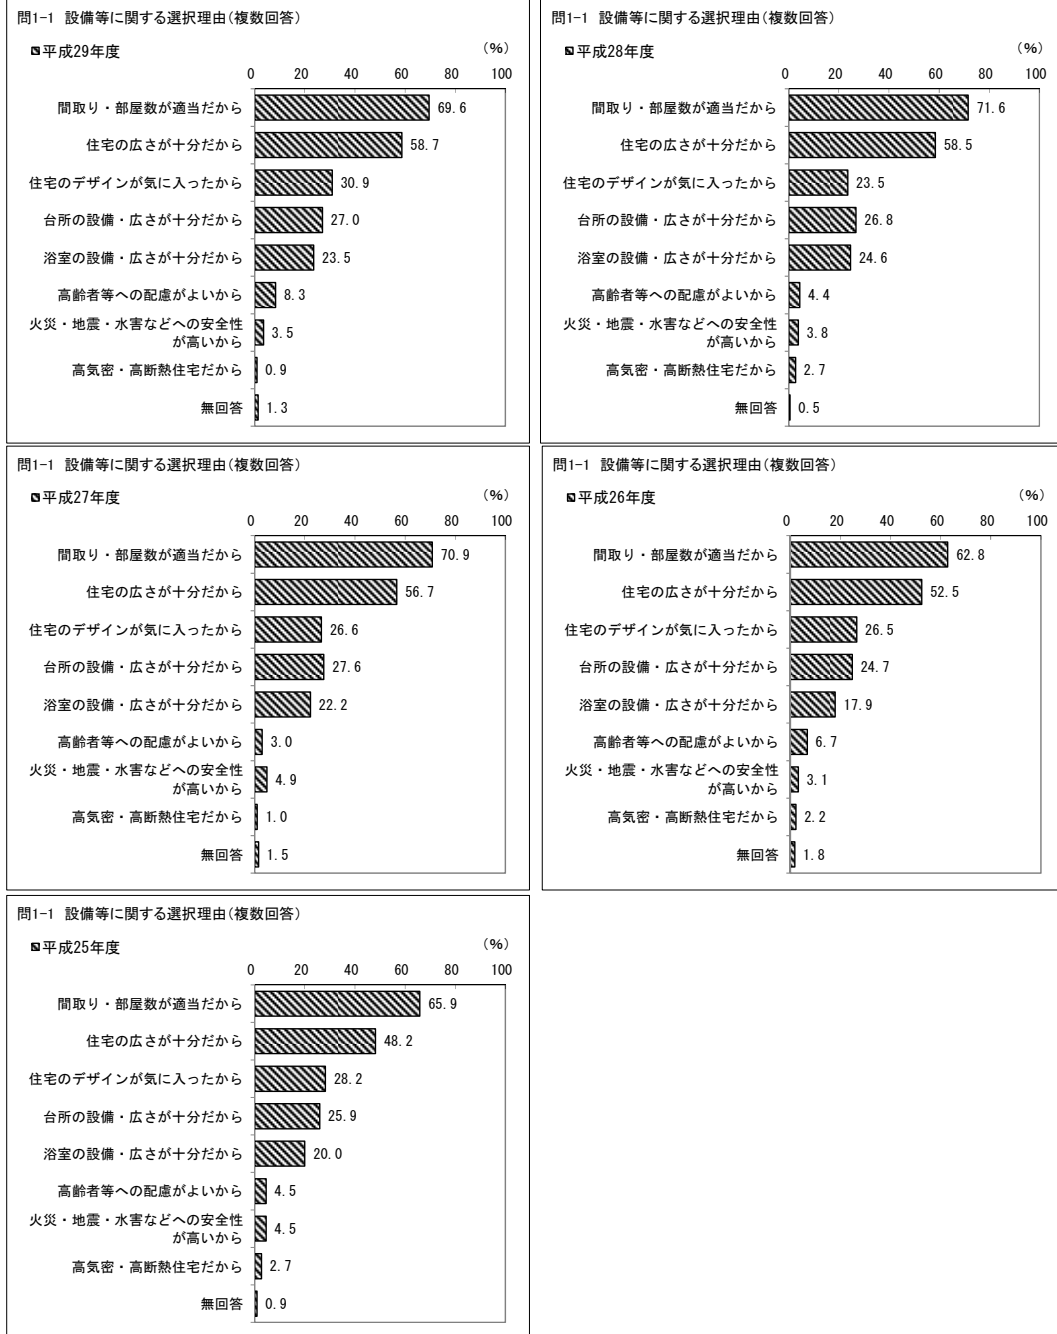 問1-1 設備等に関する選択理由（複数回答）
平成29年度
（%）
0 20 40 60 80 100
間取り・部屋数が適当だから 69.6
住宅の広さが十分だから 58.7
住宅のデザインが気に入ったから 30.9
台所の設備・広さが十分だから 27.0
浴室の設備・広さが十分だから 23.5
高齢者等への配慮がよいから 8.3
火災・地震・水害などへの安全性
が高いから 3.5
高気密・高断熱住宅だから 0.9
無回答 1.3
問1-1 設備等に関する選択理由（複数回答）
平成28年度
（%）
0 20 40 60 80 100
間取り・部屋数が適当だから 71.6
住宅の広さが十分だから 58.5
住宅のデザインが気に入ったから 23.5
台所の設備・広さが十分だから 26.8
浴室の設備・広さが十分だから 24.6
高齢者等への配慮がよいから 4.4
火災・地震・水害などへの安全性
が高いから 3.8
高気密・高断熱住宅だから 2.7
無回答 0.5
問1-1 設備等に関する選択理由（複数回答）
平成27年度
（%）
0 20 40 60 80 100
間取り・部屋数が適当だから 70.9
住宅の広さが十分だから 56.7
住宅のデザインが気に入ったから 26.6
台所の設備・広さが十分だから 27.6
浴室の設備・広さが十分だから 22.2
高齢者等への配慮がよいから 3.0
火災・地震・水害などへの安全性
が高いから 4.9
高気密・高断熱住宅だから 1.0
無回答 1.5
問1-1 設備等に関する選択理由（複数回答）
平成26年度
（%）
0 20 40 60 80 100
間取り・部屋数が適当だから 62.8
住宅の広さが十分だから 52.5
住宅のデザインが気に入ったから 26.5
台所の設備・広さが十分だから 24.7
浴室の設備・広さが十分だから 17.9
高齢者等への配慮がよいから 6.7
火災・地震・水害などへの安全性
が高いから 3.1
高気密・高断熱住宅だから 2.2
無回答 1.8
問1-1 設備等に関する選択理由（複数回答）
平成25年度
（%）
0 20 40 60 80 100
間取り・部屋数が適当だから 65.9
住宅の広さが十分だから 48.2
住宅のデザインが気に入ったから 28.2
台所の設備・広さが十分だから 25.9
浴室の設備・広さが十分だから 20.0
高齢者等への配慮がよいから 4.5
火災・地震・水害などへの安全性
が高いから 4.5
高気密・高断熱住宅だから 2.7
無回答 0.9